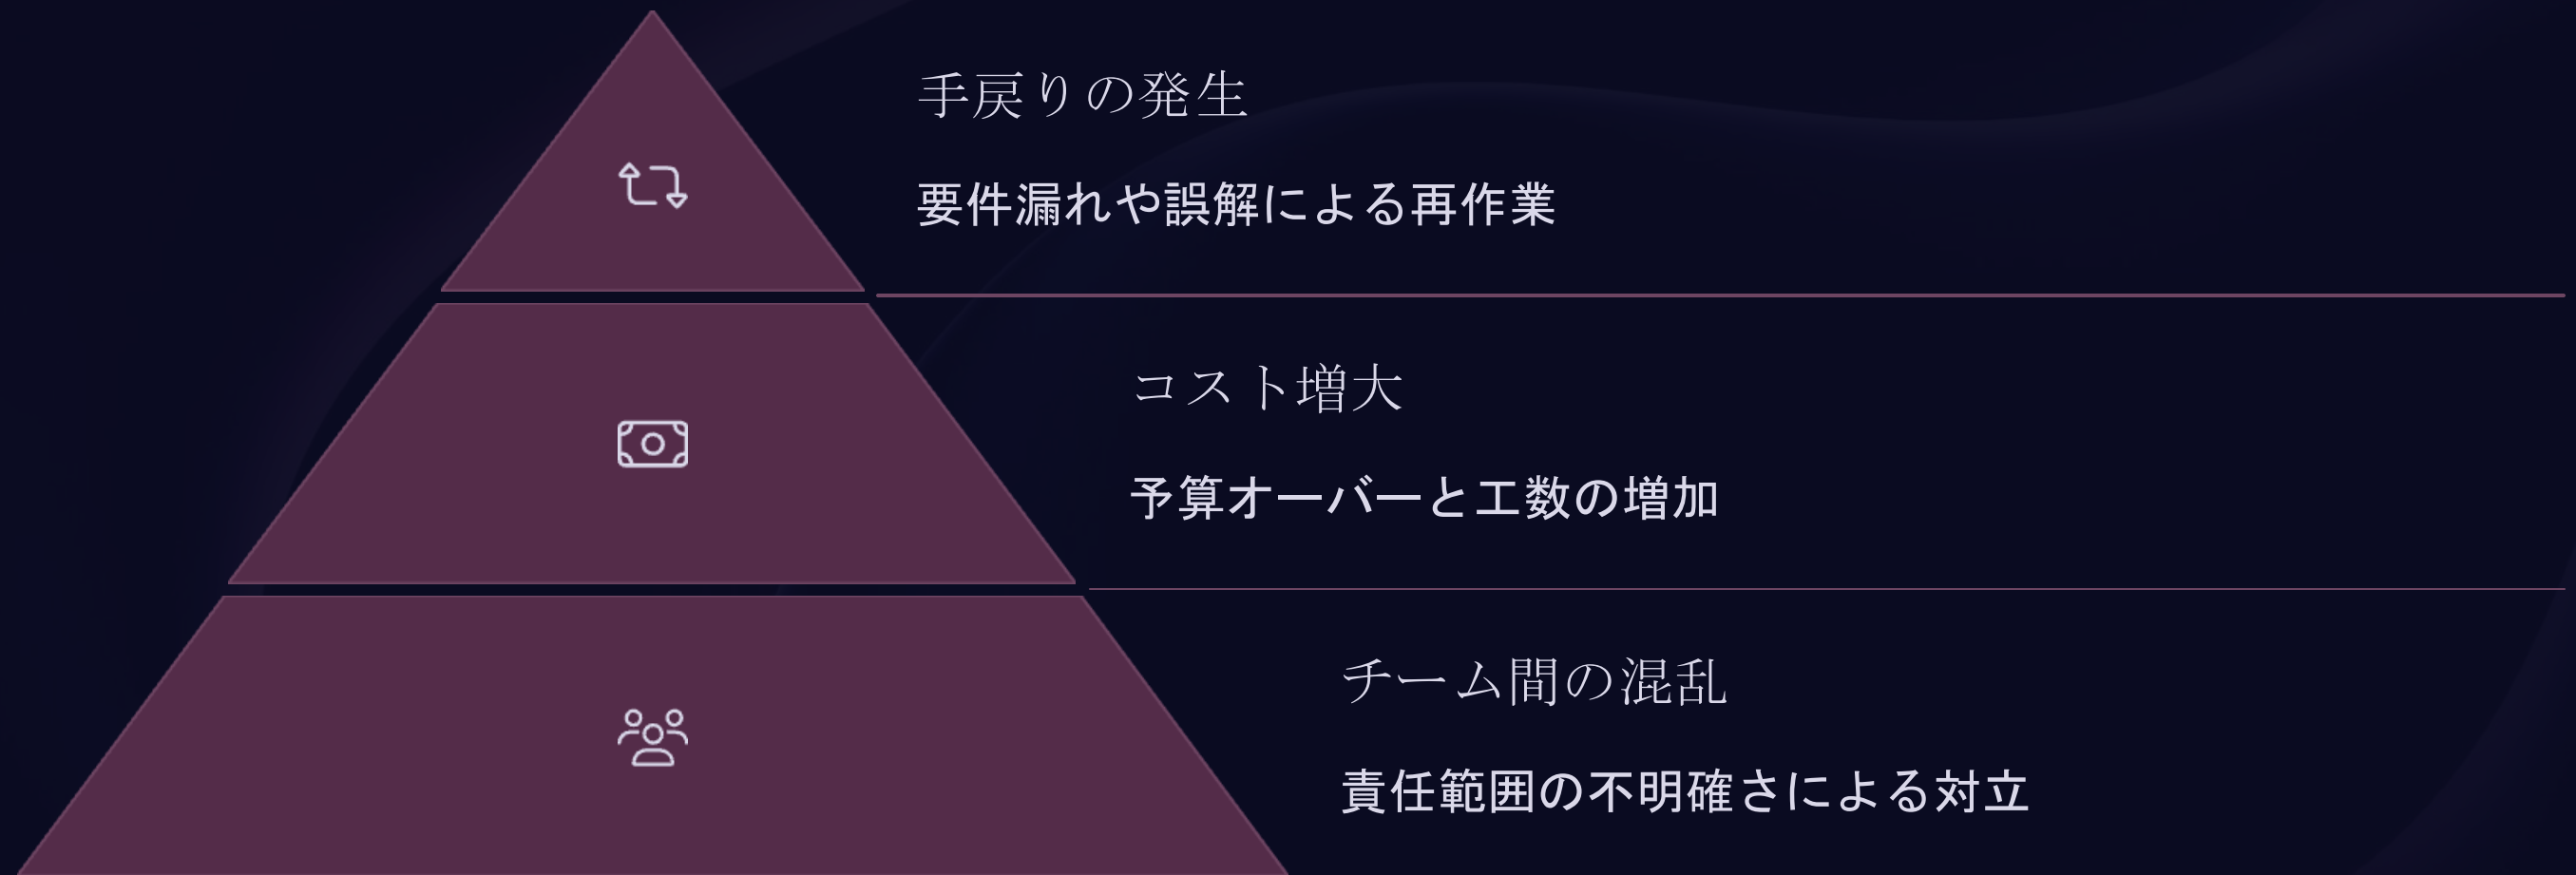 手戻りの発生
要件漏れや誤解による再作業
コスト増大
予算オーバーと工数の増加
チーム間の混乱
責任範囲の不明確さによる対立